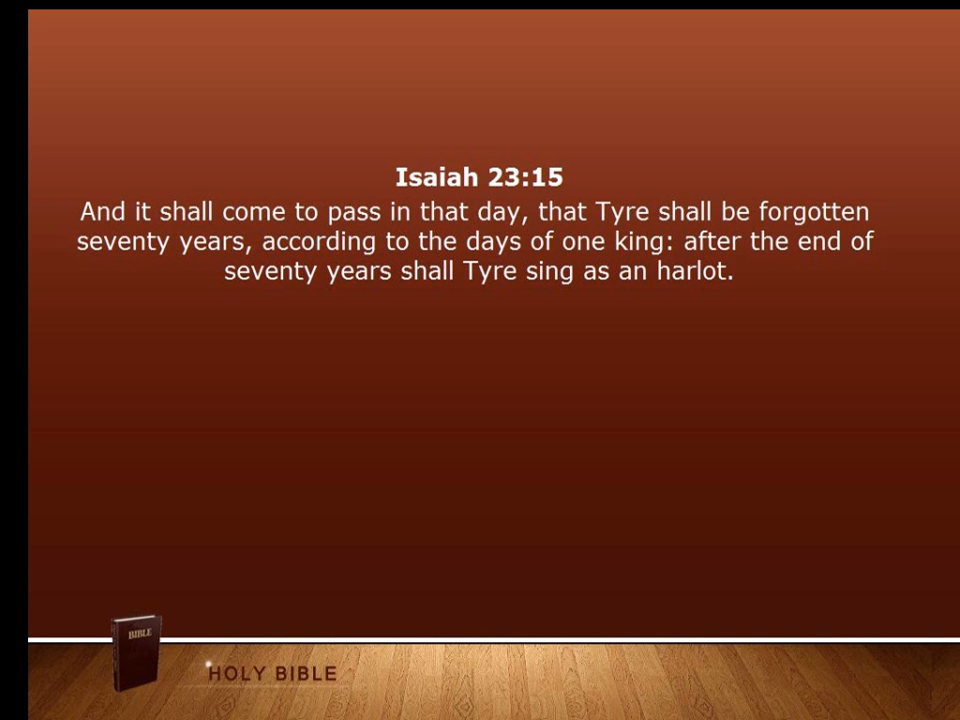 Isaiah 23:15
And it shall come to pass in that day, that Tyre shall be forgotten
seventy years, according to the days of one king: after the end of
seventy years shall Tyre sing as an harlot.
BIBLE
HOLY BIBLE